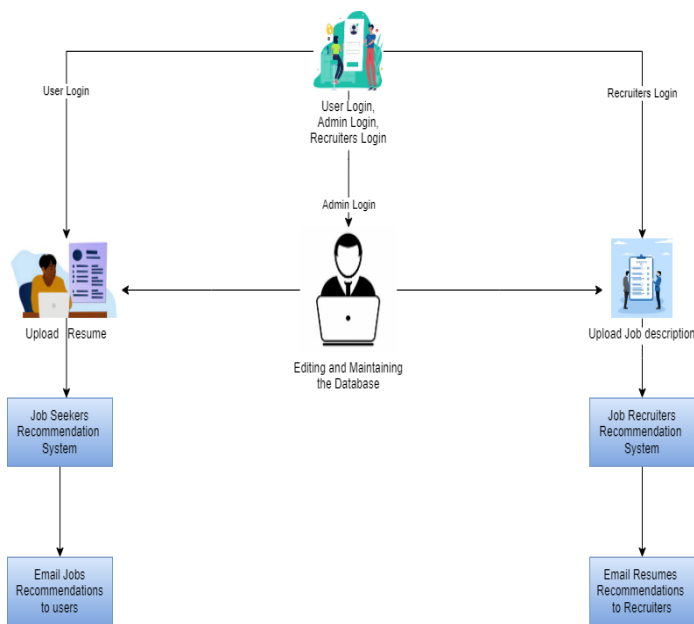 User Login
Recruiters Login
User Login,
Admin Login,
Recruiters Login
Admin Login
Upload Resume
Editing and Maintaining
the Database
Upload Job description
Job Seekers
Recommendation
System
Job Recruiters
Recommendation
System
Email Jobs
Recommendations
to users
Email Resumes
Recommendations
to Recruiters